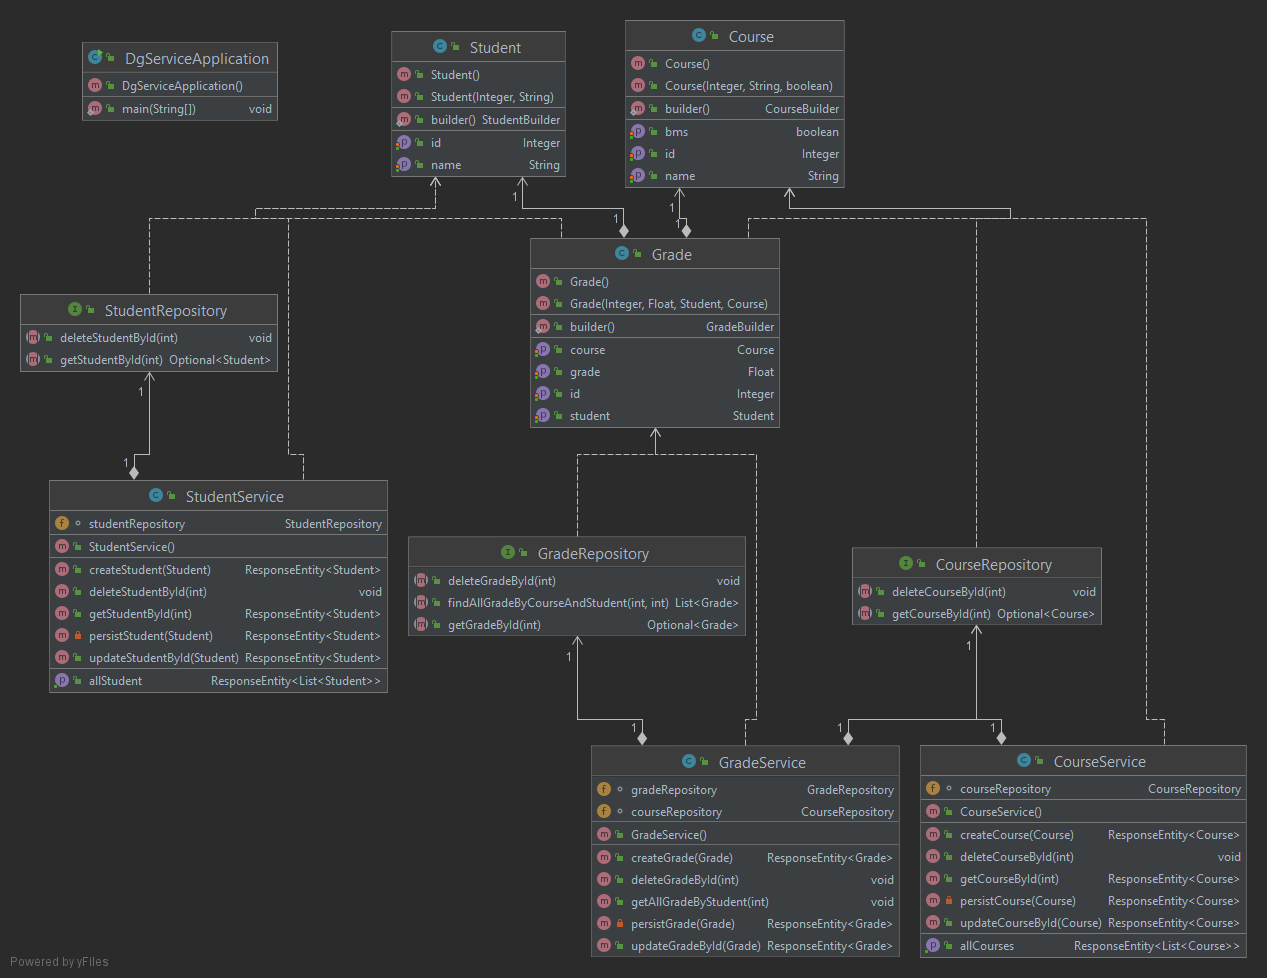 DgServiceApplication
DgServiceApplication()
main(String[]) void
Student
Student()
Student(Integer, String)
builder() StudentBuilder
id Integer
name String
Course
Course()
Course(Integer, String, boolean)
builder() CourseBuilder
bms boolean
id Integer
name String
1
1
1
1
Grade
Grade()
Grade(Integer, Float, Student, Course)
builder() GradeBuilder
course Course
grade Float
id Integer
student Student
StudentRepository
deleteStudentById(int) void
getStudentById(int) Optional<Student>
1
1
StudentService
studentRepository StudentRepository
StudentService()
createStudent(Student) ResponseEntity<Student>
deleteStudentById(int) void
getStudentById(int) ResponseEntity<Student>
persistStudent(Student) ResponseEntity<Student>
updateStudentById(Student) ResponseEntity<Student>
allStudent ResponseEntity<List<Student>>
GradeRepository
deleteGradeById(int) void
findAllGradeByCourseAndStudent(int, int) List<Grade>
getGradeById(int) Optional<Grade>
CourseRepository
deleteCourseById(int) void
getCourseById(int) Optional<Course>
1
1
1
1
1
GradeService
gradeRepository GradeRepository
courseRepository CourseRepository
GradeService()
createGrade(Grade) ResponseEntity<Grade>
deleteGradeById(int) void
getAllGradeByStudent(int) void
persistGrade(Grade) ResponseEntity<Grade>
updateGradeById(Grade) ResponseEntity<Grade>
CourseService
courseRepository CourseRepository
CourseService()
createCourse(Course) ResponseEntity<Course>
deleteCourseById(int) void
getCourseById(int) ResponseEntity<Course>
persistCourse(Course) ResponseEntity<Course>
updateCourseById(Course) ResponseEntity<Course>
allCourses ResponseEntity<List<Course>>
Powered by yFiles